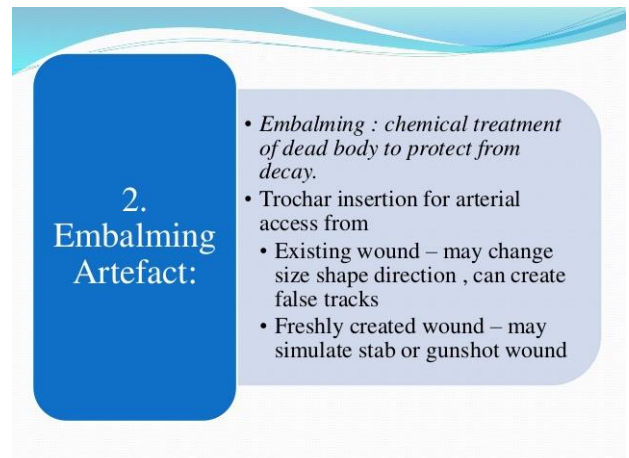 2.
Embalming
Artefact:
• Embalming : chemical treatment
of dead body to protect from
decay.
• Trochar insertion for arterial
access from
• Existing wound – may change
size shape direction , can create
false tracks
• Freshly created wound – may
simulate stab or gunshot wound